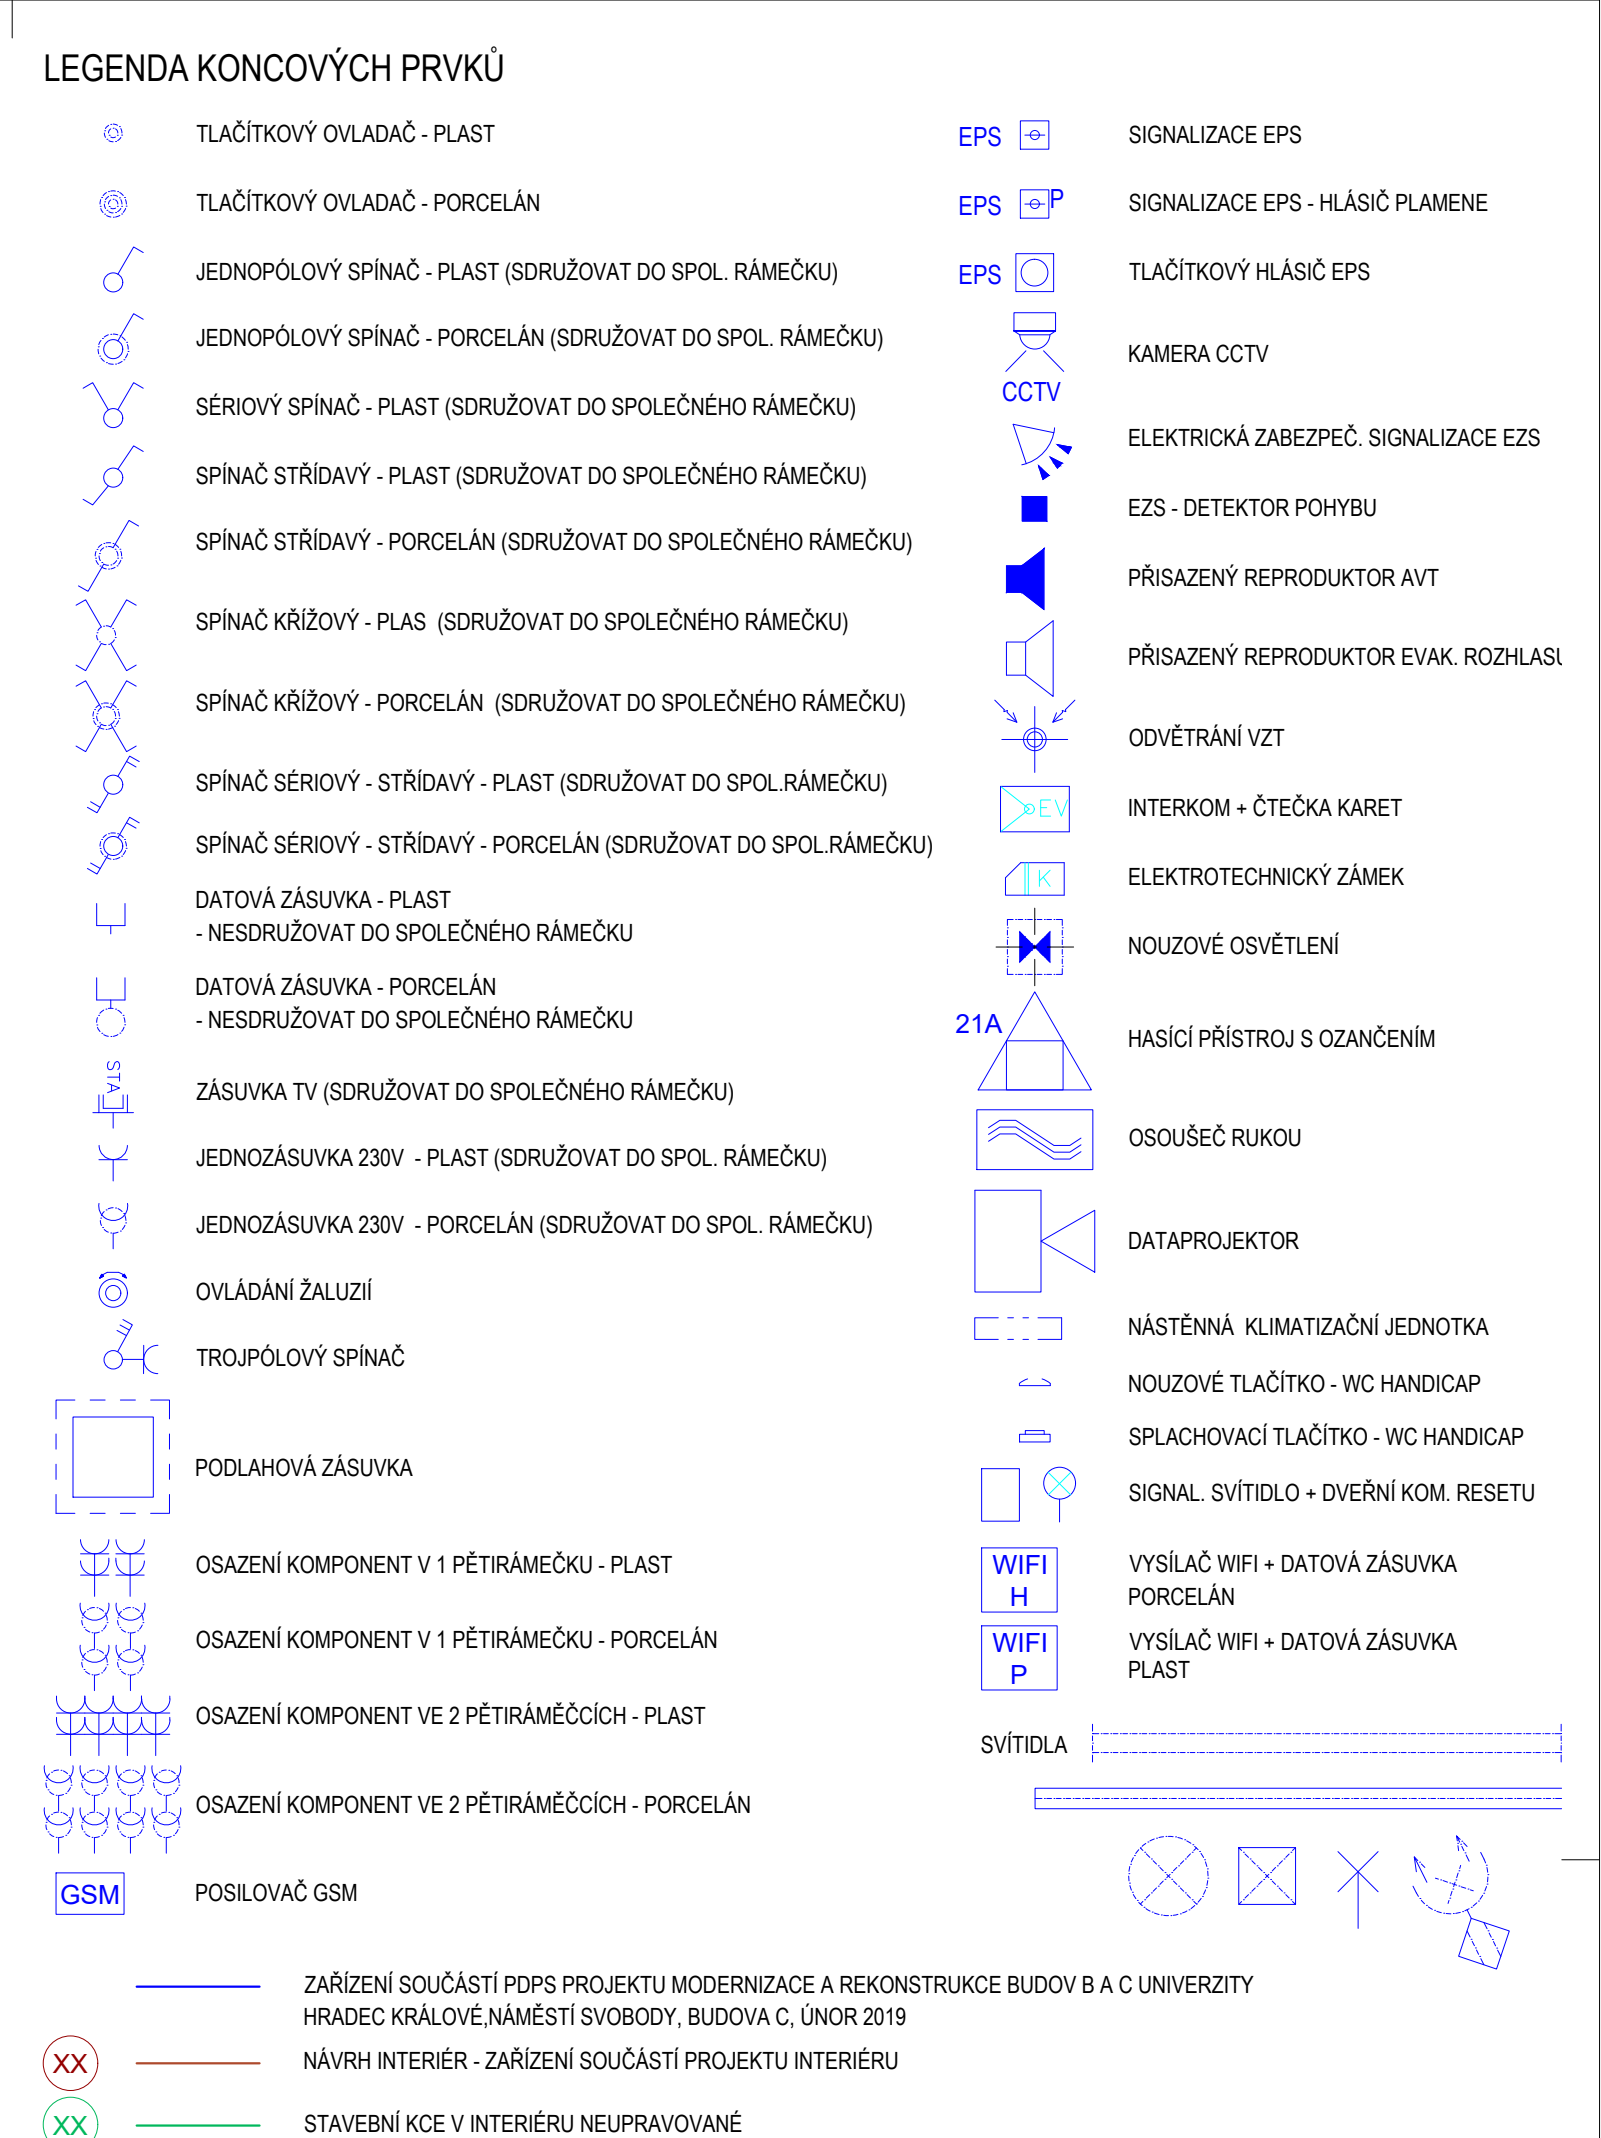 LEGENDA KONCOVÝCH PRVKŮ
TLAČÍTKOVÝ OVLADAČ - PLAST
TLAČÍTKOVÝ OVLADAČ - PORCELÁN
JEDNOPÓLOVÝ SPÍNAČ - PLAST (SDRUŽOVAT DO SPOL. RÁMEČKU)
JEDNOPÓLOVÝ SPÍNAČ - PORCELÁN (SDRUŽOVAT DO SPOL. RÁMEČKU)
SÉRIOVÝ SPÍNAČ - PLAST (SDRUŽOVAT DO SPOLEČNÉHO RÁMEČKU)
SPÍNAČ STŘÍDAVÝ - PLAST (SDRUŽOVAT DO SPOLEČNÉHO RÁMEČKU)
SPÍNAČ STŘÍDAVÝ - PORCELÁN (SDRUŽOVAT DO SPOLEČNÉHO RÁMEČKU)
SPÍNAČ KŘÍŽOVÝ - PLAS (SDRUŽOVAT DO SPOLEČNÉHO RÁMEČKU)
SPÍNAČ KŘÍŽOVÝ - PORCELÁN (SDRUŽOVAT DO SPOLEČNÉHO RÁMEČKU)
SPÍNAČ SÉRIOVÝ - STŘÍDAVÝ - PLAST (SDRUŽOVAT DO SPOL.RÁMEČKU)
SPÍNAČ SÉRIOVÝ - STŘÍDAVÝ - PORCELÁN (SDRUŽOVAT DO SPOL.RÁMEČKU)
DATOVÁ ZÁSUVKA - PLAST
- NESDRUŽOVAT DO SPOLEČNÉHO RÁMEČKU
DATOVÁ ZÁSUVKA - PORCELÁN
- NESDRUŽOVAT DO SPOLEČNÉHO RÁMEČKU
STA
ZÁSUVKA TV (SDRUŽOVAT DO SPOLEČNÉHO RÁMEČKU)
JEDNOZÁSUVKA 230V - PLAST (SDRUŽOVAT DO SPOL. RÁMEČKU)
JEDNOZÁSUVKA 230V - PORCELÁN (SDRUŽOVAT DO SPOL. RÁMEČKU)
OVLÁDÁNÍ ŽALUZIÍ
TROJPÓLOVÝ SPÍNAČ
PODLAHOVÁ ZÁSUVKA
OSAZENÍ KOMPONENT V 1 PĚTIRÁMEČKU - PLAST
OSAZENÍ KOMPONENT V 1 PĚTIRÁMEČKU - PORCELÁN
OSAZENÍ KOMPONENT VE 2 PĚTIRÁMĚČCÍCH - PLAST
OSAZENÍ KOMPONENT VE 2 PĚTIRÁMĚČCÍCH - PORCELÁN
GSM POSILOVAČ GSM
EPS SIGNALIZACE EPS
EPS P SIGNALIZACE EPS - HLÁSIČ PLAMENE
EPS TLAČÍTKOVÝ HLÁSIČ EPS
KAMERA CCTV
CCTV
ELEKTRICKÁ ZABEZPEČ. SIGNALIZACE EZS
EZS - DETEKTOR POHYBU
PŘISAZENÝ REPRODUKTOR AVT
PŘISAZENÝ REPRODUKTOR EVAK. ROZHLASU
ODVĚTRÁNÍ VZT
EV INTERKOM + ČTEČKA KARET
K ELEKTROTECHNICKÝ ZÁMEK
NOUZOVÉ OSVĚTLENÍ
21A
HASÍCÍ PŘÍSTROJ S OZANČENÍM
OSOUŠEČ RUKOU
DATAPROJEKTOR
NÁSTĚNNÁ KLIMATIZAČNÍ JEDNOTKA
NOUZOVÉ TLAČÍTKO - WC HANDICAP
SPLACHOVACÍ TLAČÍTKO - WC HANDICAP
SIGNAL. SVÍTIDLO + DVEŘNÍ KOM. RESETU
WIFI VYSÍLAČ WIFI + DATOVÁ ZÁSUVKA
H PORCELÁN
WIFI VYSÍLAČ WIFI + DATOVÁ ZÁSUVKA
P PLAST
SVÍTIDLA
ZAŘÍZENÍ SOUČÁSTÍ PDPS PROJEKTU MODERNIZACE A REKONSTRUKCE BUDOV B A C UNIVERZITY
HRADEC KRÁLOVÉ,NÁMĚSTÍ SVOBODY, BUDOVA C, ÚNOR 2019
XX NÁVRH INTERIÉR - ZAŘÍZENÍ SOUČÁSTÍ PROJEKTU INTERIÉRU
XX STAVEBNÍ KCE V INTERIÉRU NEUPRAVOVANÉ